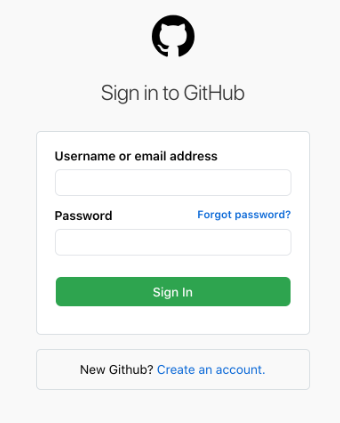 Sign in to GitHub
Username or email address
Password Forgot password?
Sign In
New Github? Create an account.